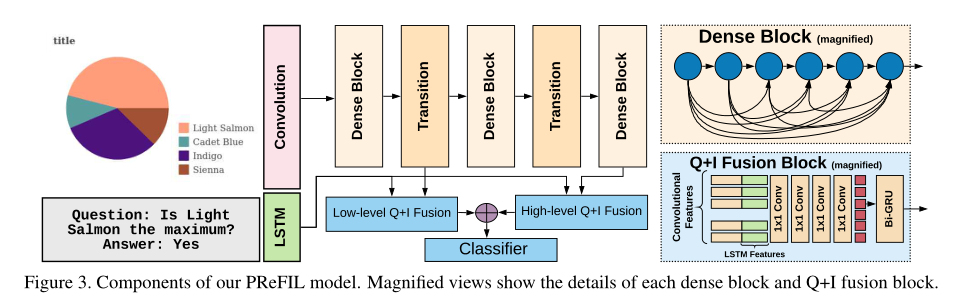 title
Light Salmon
Cadet Blue
Indigo
Sienna
Question: Is Light
Salmon the maximum?
Answer: Yes
Convolution
LSTM
Dense Block
Transition
Dense Block
Transition
Dense Block
Low-level Q+I Fusion
High-level Q+I Fusion
Classifier
Dense Block (magnified)
Q+I Fusion Block (magnified)
Convolutional
Features
1x1 Conv
1x1 Conv
1x1 Conv
1x1 Conv
Bi-GRU
LSTM Features
Figure 3. Components of our PReFIL model. Magnified views show the details of each dense block and Q+I fusion block.